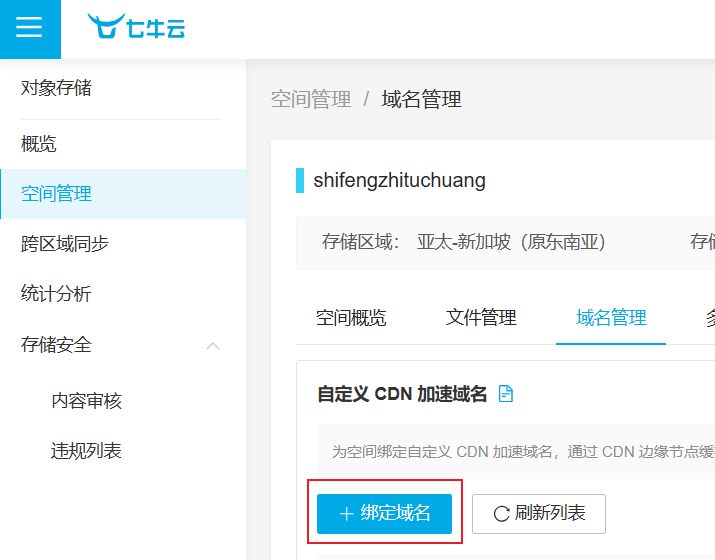 七牛云
对象存储
概览
空间管理
跨区域同步
统计分析
存储安全
内容审核
违规列表
空间管理 / 域名管理
shifengzhituchuang
存储区域： 亚太-新加坡（原东南亚）
空间概览 文件管理 域名管理
自定义 CDN 加速域名
为空间绑定自定义 CDN 加速域名，通过 CDN 边缘节点缓
绑定域名 刷新列表